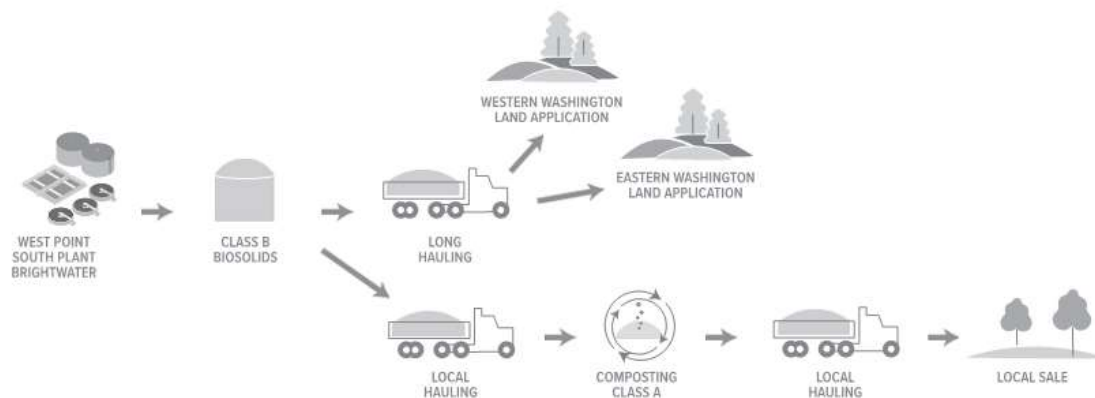 WESTERN WASHINGTON
LAND APPLICATION
EASTERN WASHINGTON
LAND APPLICATION
WEST POINT
SOUTH PLANT
BRIGHTWATER
CLASS B
BIOSOLIDS
LONG
HAULING
LOCAL
HAULING
COMPOSTING
CLASS A
LOCAL
HAULING
LOCAL SALE